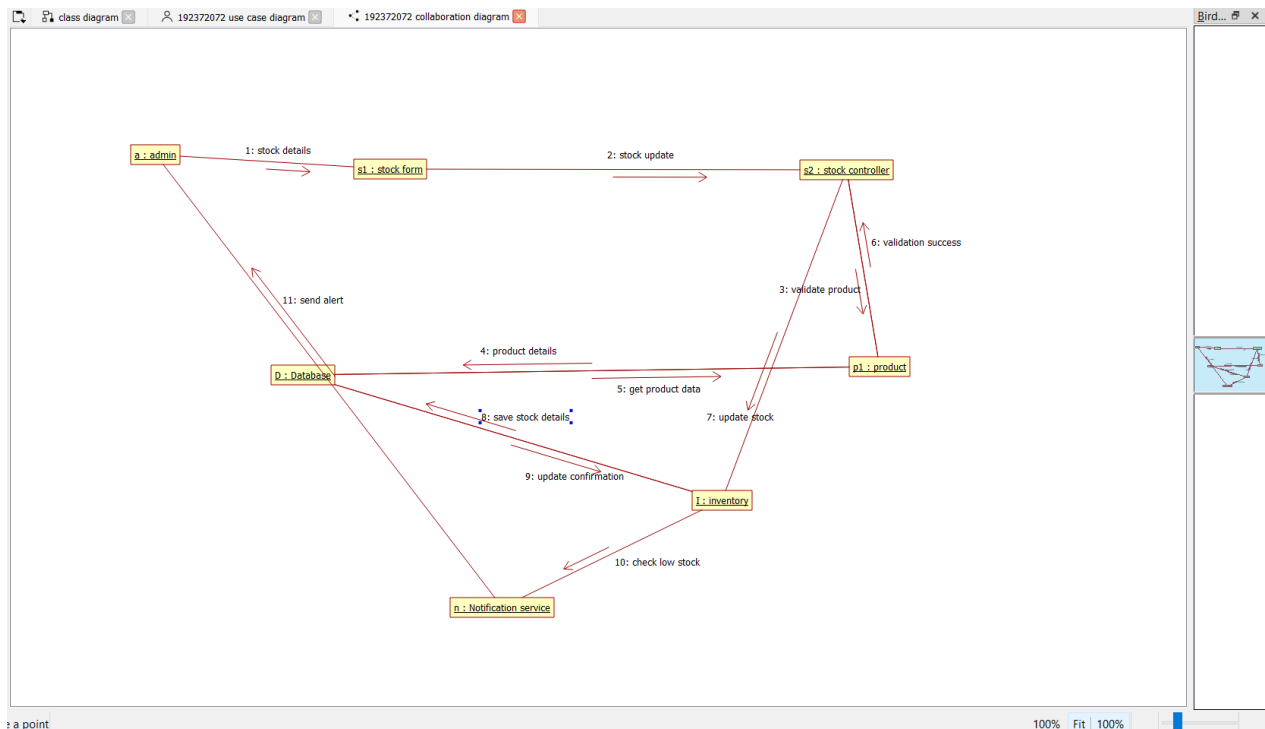 class diagram
192372072 use case diagram
192372072 collaboration diagram
Bird...
a : admin
1: stock details
s1 : stock form
2: stock update
s2 : stock controller
6: validation success
3: validate product
11: send alert
4: product details
D : Database
p1 : product
5: get product data
8: save stock details
7: update stock
9: update confirmation
I : inventory
10: check low stock
n : Notification service
e a point
100%
Fit
100%